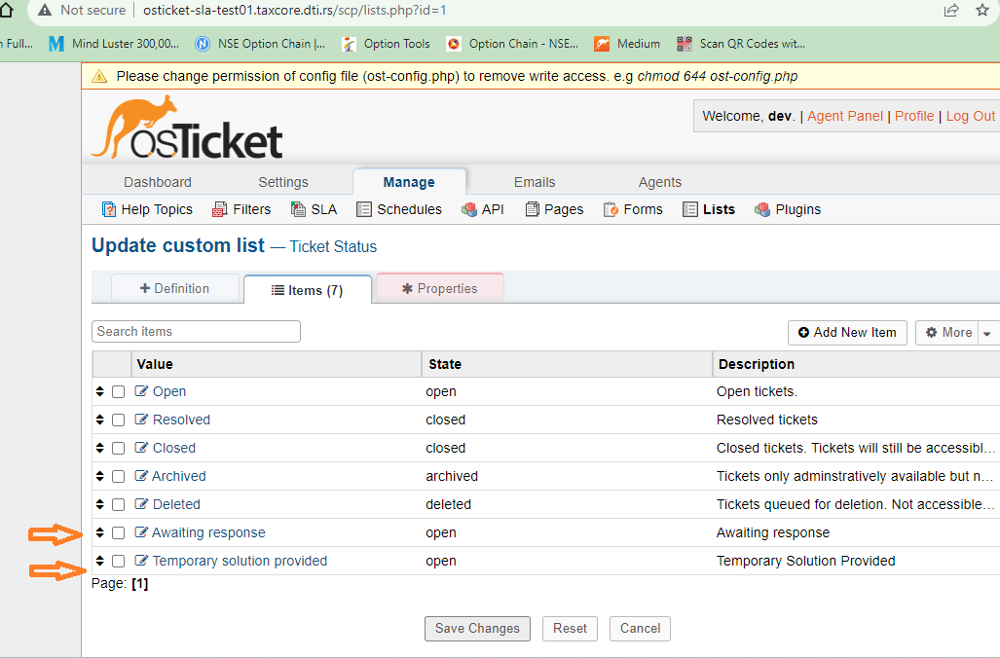 Not secure osticket-sla-test01.taxcore.dti.rs/scp/lists.php?id=1
n Full... Mind Luster 300,00... NSE Option Chain |... Option Tools Option Chain - NSE... Medium Scan QR Codes wit...
Please change permission of config file (ost-config.php) to remove write access. e.g chmod 644 ost-config.php
osTicket
Welcome, dev. | Agent Panel | Profile | Log Out
Dashboard Settings Manage Emails Agents
Help Topics Filters SLA Schedules API Pages Forms Lists Plugins
Update custom list — Ticket Status
Definition Items (7) Properties
Search items Add New Item More
Value State Description
Open open Open tickets.
Resolved closed Resolved tickets
Closed closed Closed tickets. Tickets will still be accessibl...
Archived archived Tickets only adminstratively available but n...
Deleted deleted Tickets queued for deletion. Not accessible...
Awaiting response open Awaiting response
Temporary solution provided open Temporary Solution Provided
Page: [1]
Save Changes Reset Cancel